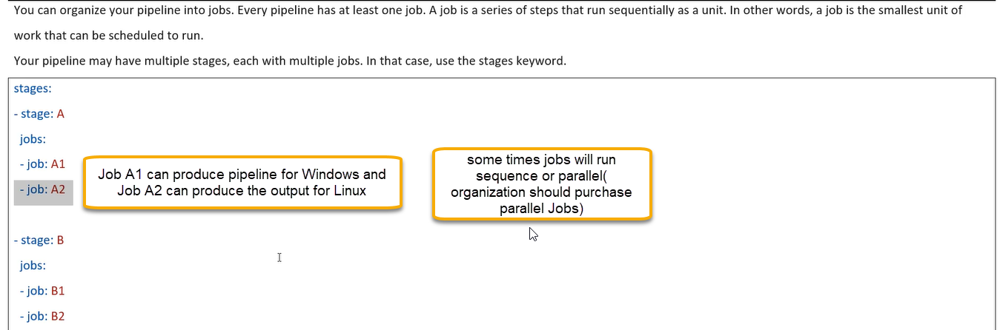 You can organize your pipeline into jobs. Every pipeline has at least one job. A job is a series of steps that run sequentially as a unit. In other words, a job is the smallest unit of
work that can be scheduled to run.
Your pipeline may have multiple stages, each with multiple jobs. In that case, use the stages keyword.
stages:
- stage: A
jobs:
- job: A1
- job: A2
Job A1 can produce pipeline for Windows and
Job A2 can produce the output for Linux
some times jobs will run
sequence or parallel(
organization should purchase
parallel Jobs)
- stage: B
jobs:
- job: B1
- job: B2